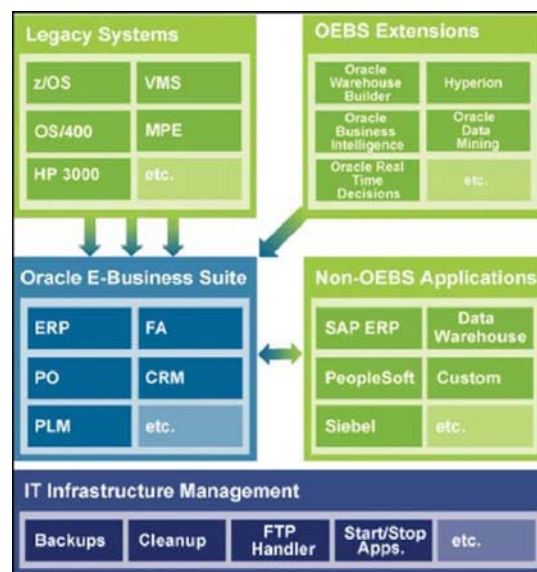 Legacy Systems
z/OS
VMS
OS/400
MPE
HP 3000
etc.
OEBS Extensions
Oracle
Warehouse
Builder
Hyperion
Oracle
Business
Intelligence
Oracle
Data
Mining
Oracle Real
Time
Decisions
etc.
Oracle E-Business Suite
ERP
FA
PO
CRM
PLM
etc.
Non-OEBS Applications
SAP ERP
Data
Warehouse
PeopleSoft
Custom
Siebel
etc.
IT Infrastructure Management
Backups
Cleanup
FTP
Handler
Start/Stop
Apps.
etc.